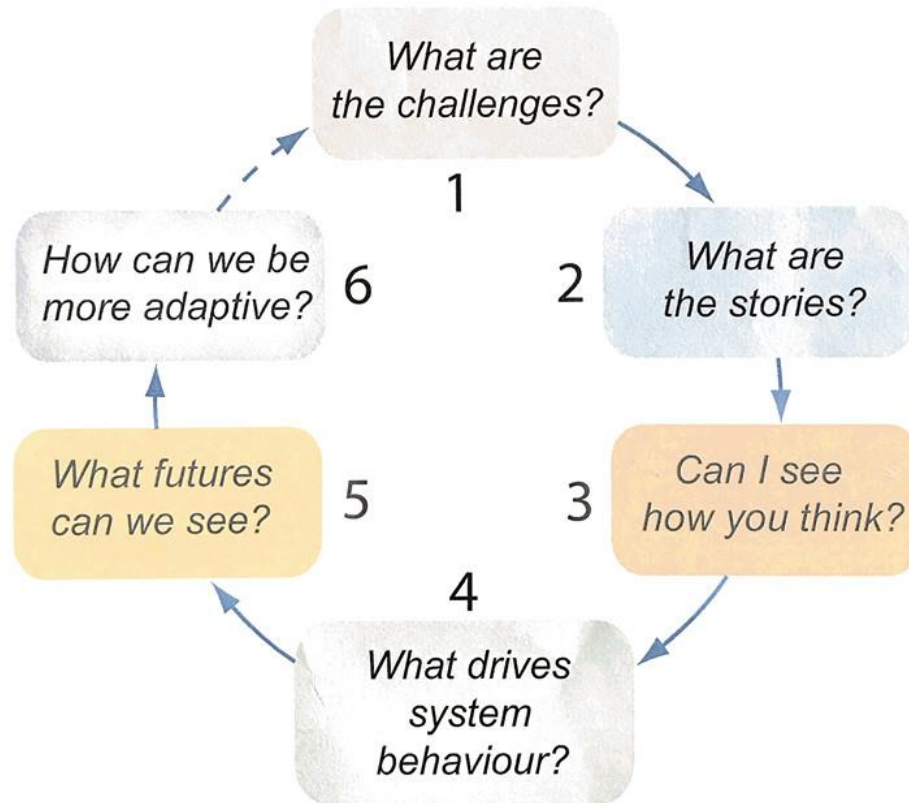 What are
the challenges?
1
2
What are
the stories?
3
Can I see
how you think?
4
What drives
system
behaviour?
5
What futures
can we see?
6
How can we be
more adaptive?